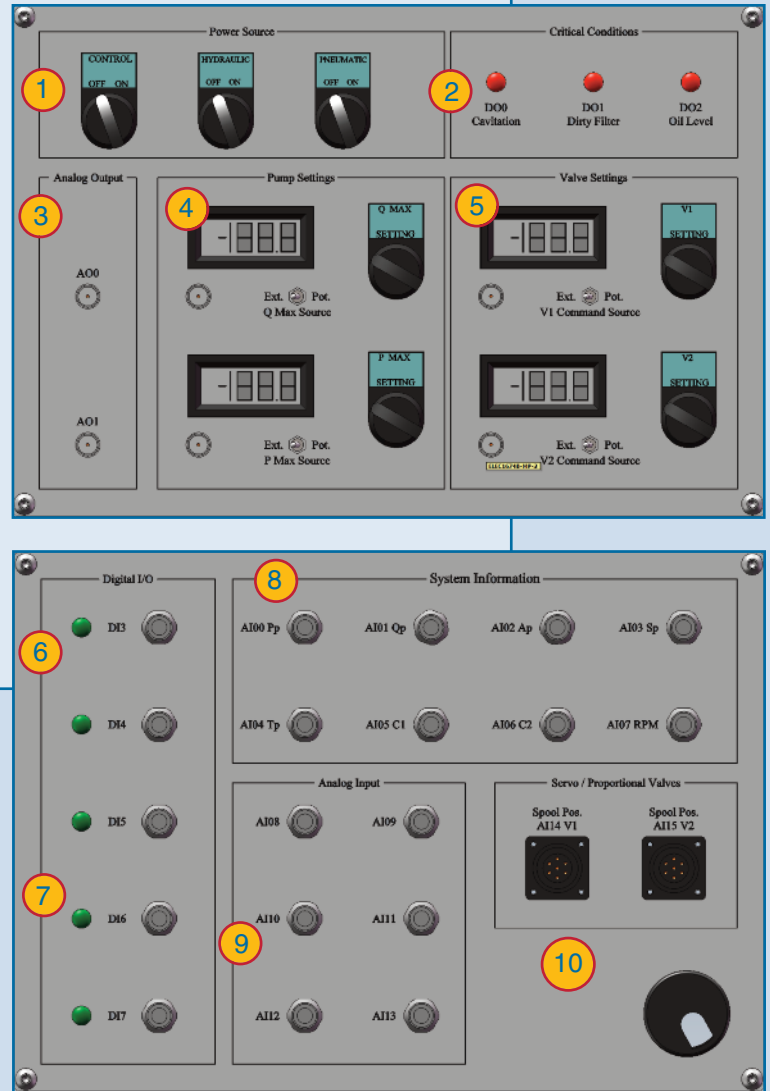 Power Source
CONTROL
OFF ON
HYDRAULIC
OFF ON
PNEUMATIC
OFF ON
1
Critical Conditions
2
DO0
Cavitation
DO1
Dirty Filter
DO2
Oil Level
Analog Output
3
AO0
AO1
Pump Settings
4
-188.8
Q MAX
SETTING
Ext. Pot.
Q Max Source
-188.8
P MAX
SETTING
Ext. Pot.
P Max Source
Valve Settings
5
-188.8
V1
SETTING
Ext. Pot.
V1 Command Source
-188.8
V2
SETTING
Ext. Pot.
V2 Command Source
Digital I/O
6
DI3
DI4
DI5
7
DI6
DI7
8
System Information
AI00 Pp
AI01 Qp
AI02 Ap
AI03 Sp
AI04 Tp
AI05 C1
AI06 C2
AI07 RPM
Analog Input
AI08
AI09
AI10
AI11
9
AI12
AI13
Servo / Proportional Valves
Spool Pos.
AI14 V1
Spool Pos.
AI15 V2
10